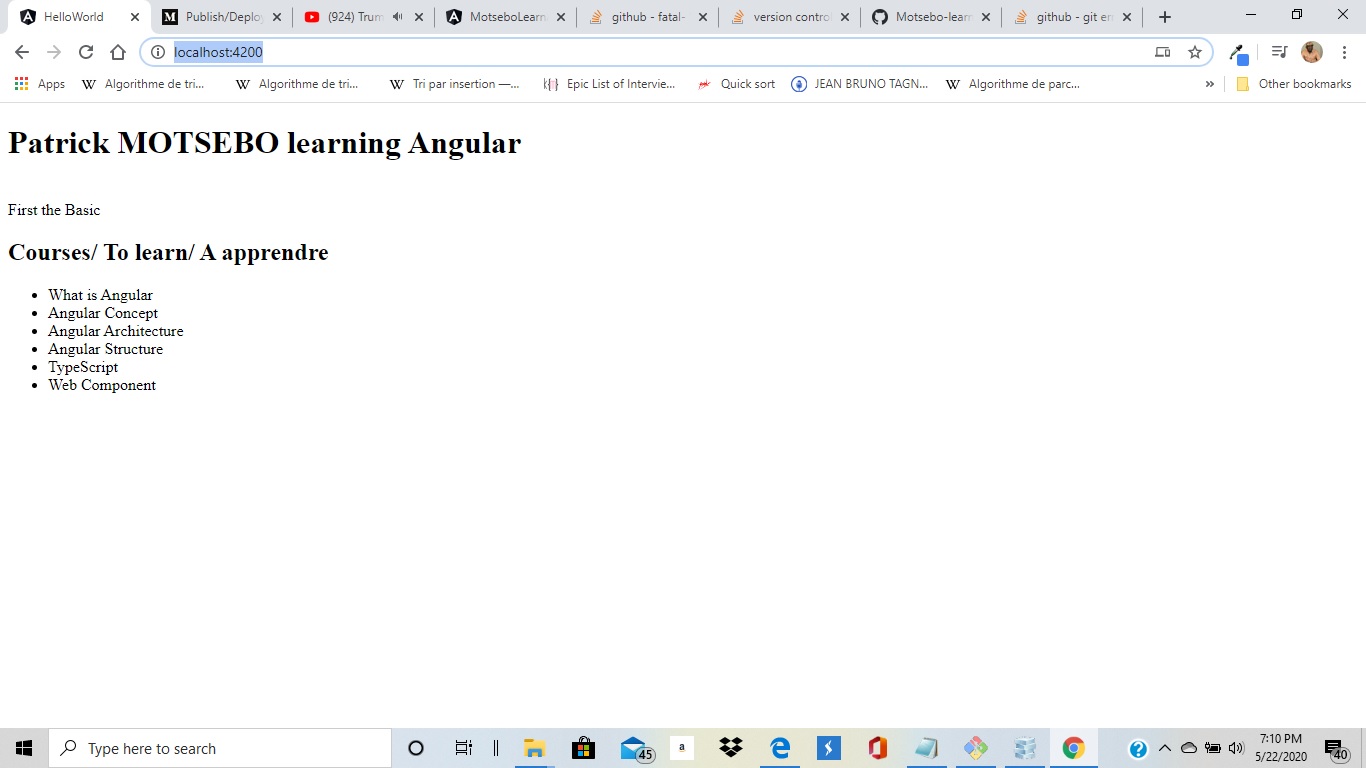 HelloWorld
Publish/Deplo
(924) Trum
MotseboLearn
github - fatal-
version contro
Motsebo-learn
github - git er
localhost:4200
Apps
Algorithme de tri...
Algorithme de tri...
Tri par insertion —...
Epic List of Intervie...
Quick sort
JEAN BRUNO TAGN...
Algorithme de parc...
»
Other bookmarks
Patrick MOTSEBO learning Angular
First the Basic
Courses/ To learn/ A apprendre
What is Angular
Angular Concept
Angular Architecture
Angular Structure
TypeScript
Web Component
Type here to search
45
a
7:10 PM
5/22/2020
40